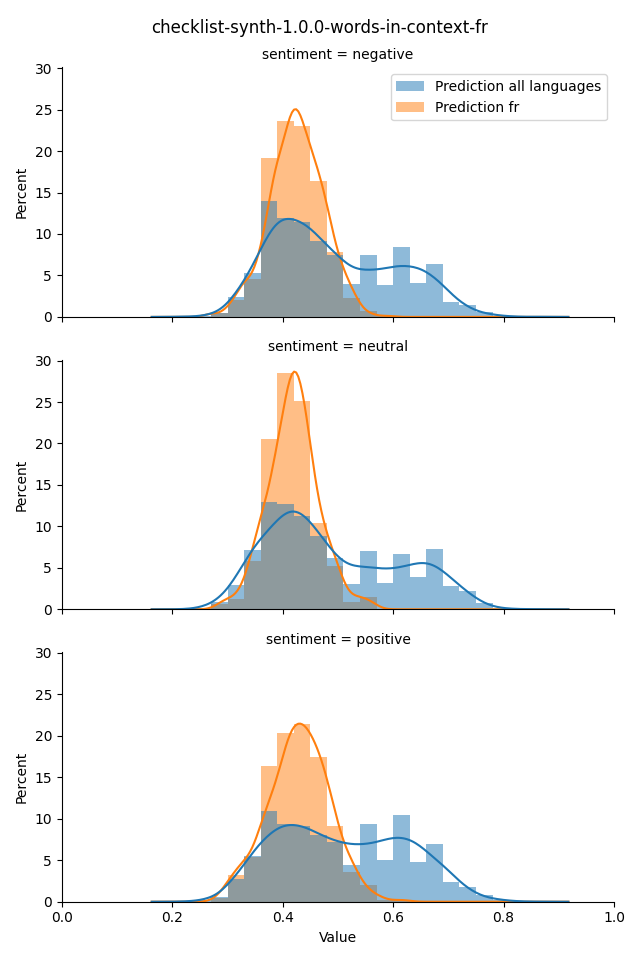 checklist-synth-1.0.0-words-in-context-fr
sentiment = negative
30
25
20
15
10
5
0
Percent
Prediction all languages
Prediction fr
sentiment = neutral
30
25
20
15
10
5
0
Percent
sentiment = positive
30
25
20
15
10
5
0
Percent
0.0 0.2 0.4 0.6 0.8 1.0
Value